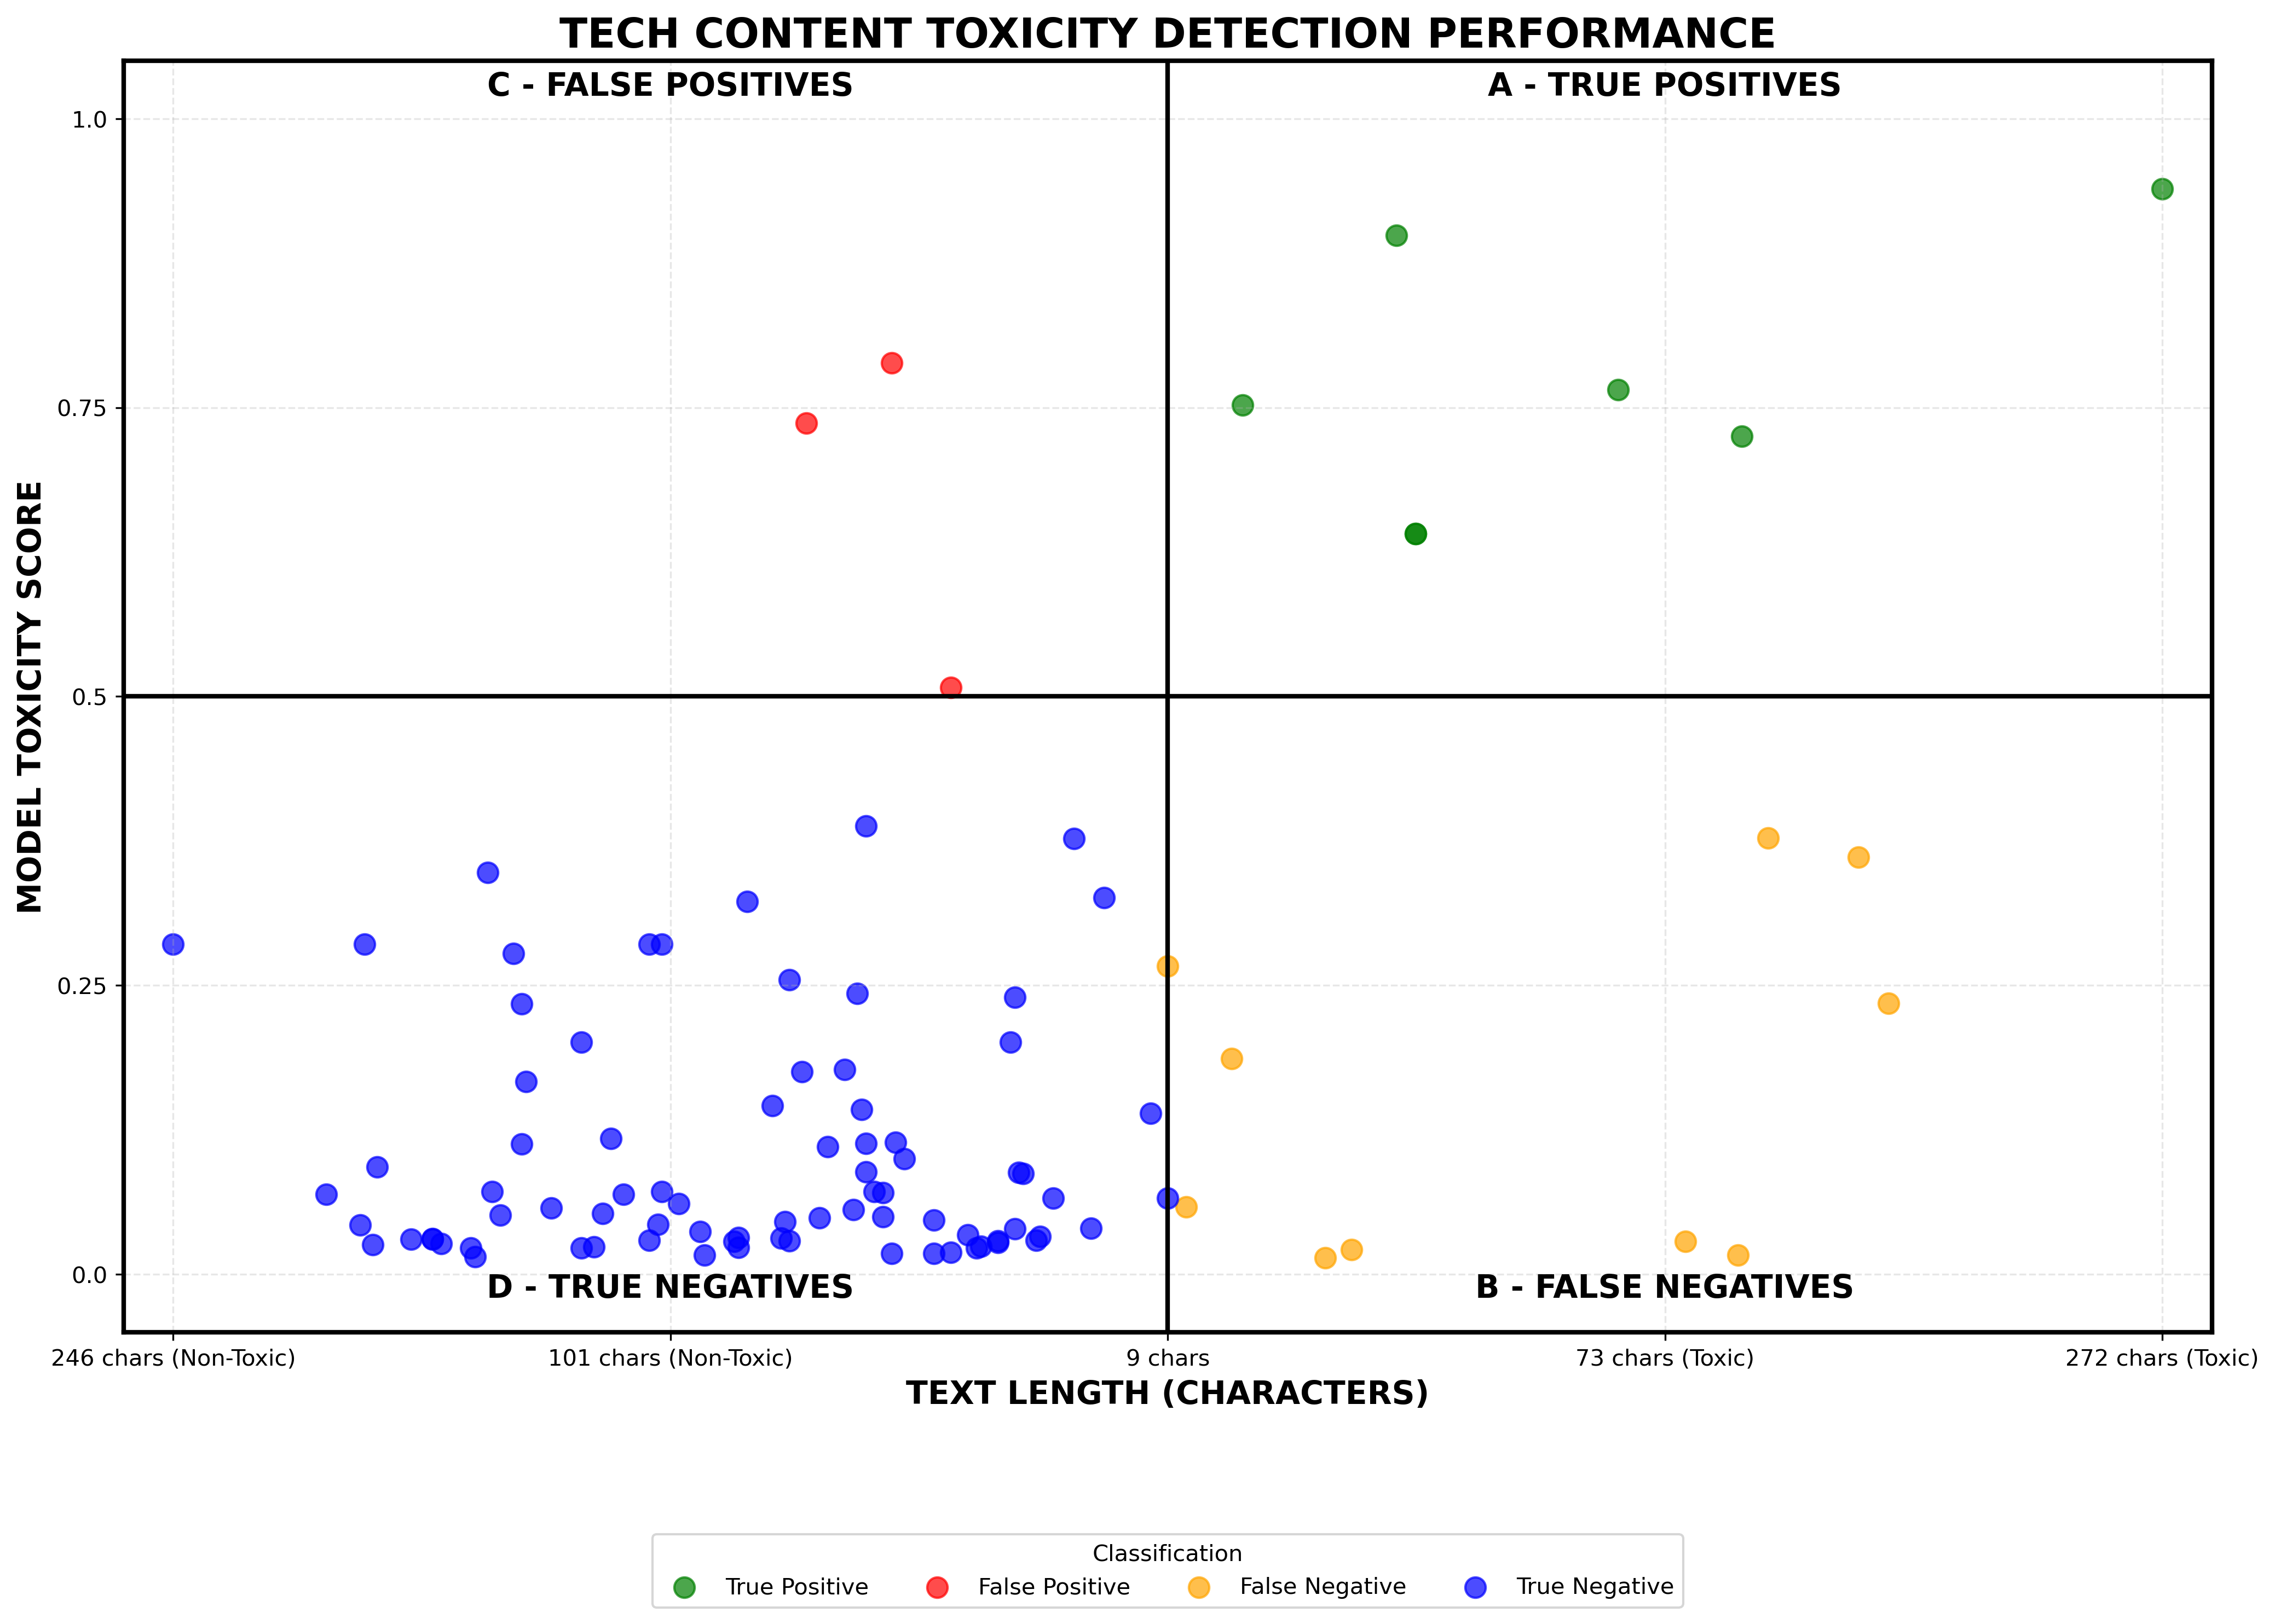 TECH CONTENT TOXICITY DETECTION PERFORMANCE
C - FALSE POSITIVES
A - TRUE POSITIVES
1.0
0.75
0.5
0.25
0.0
MODEL TOXICITY SCORE
D - TRUE NEGATIVES
B - FALSE NEGATIVES
246 chars (Non-Toxic)
101 chars (Non-Toxic)
9 chars
73 chars (Toxic)
272 chars (Toxic)
TEXT LENGTH (CHARACTERS)
Classification
True Positive
False Positive
False Negative
True Negative